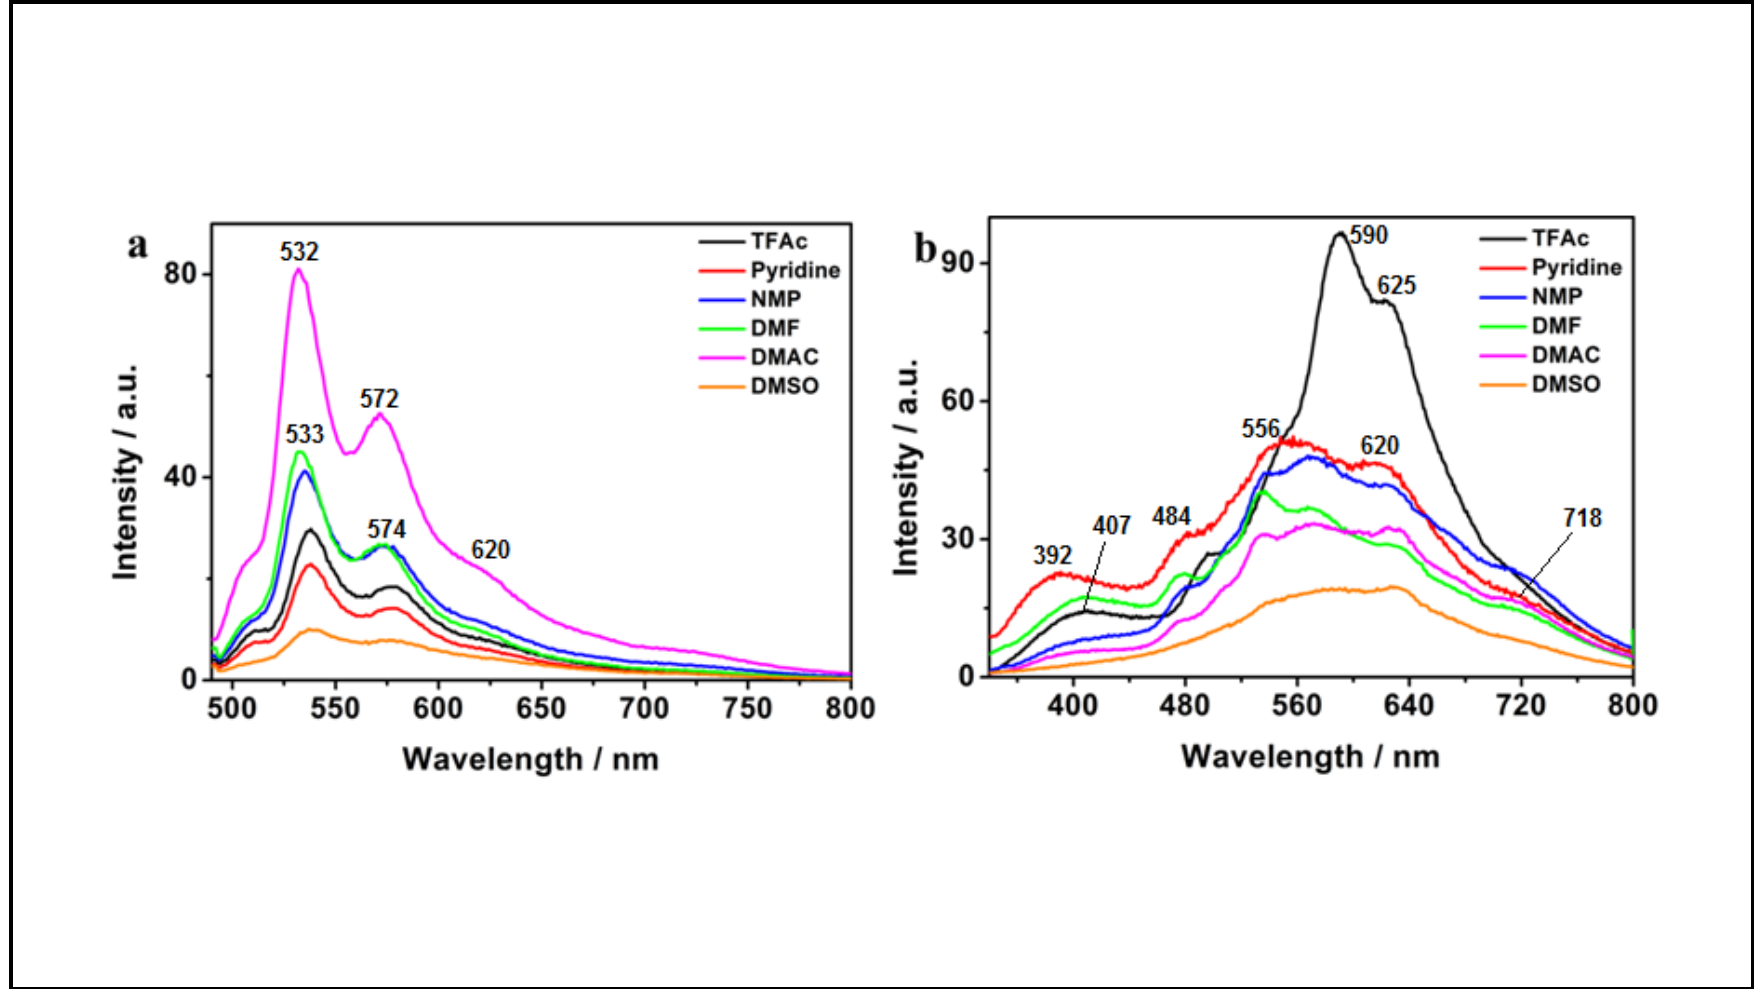 a
532
533
572
574
620
TFAc
Pyridine
NMP
DMF
DMAC
DMSO
80
40
0
500 550 600 650 700 750 800
Intensity / a.u.
Wavelength / nm
b
590
625
556
620
484
407
392
718
TFAc
Pyridine
NMP
DMF
DMAC
DMSO
90
60
30
0
400 480 560 640 720 800
Intensity / a.u.
Wavelength / nm